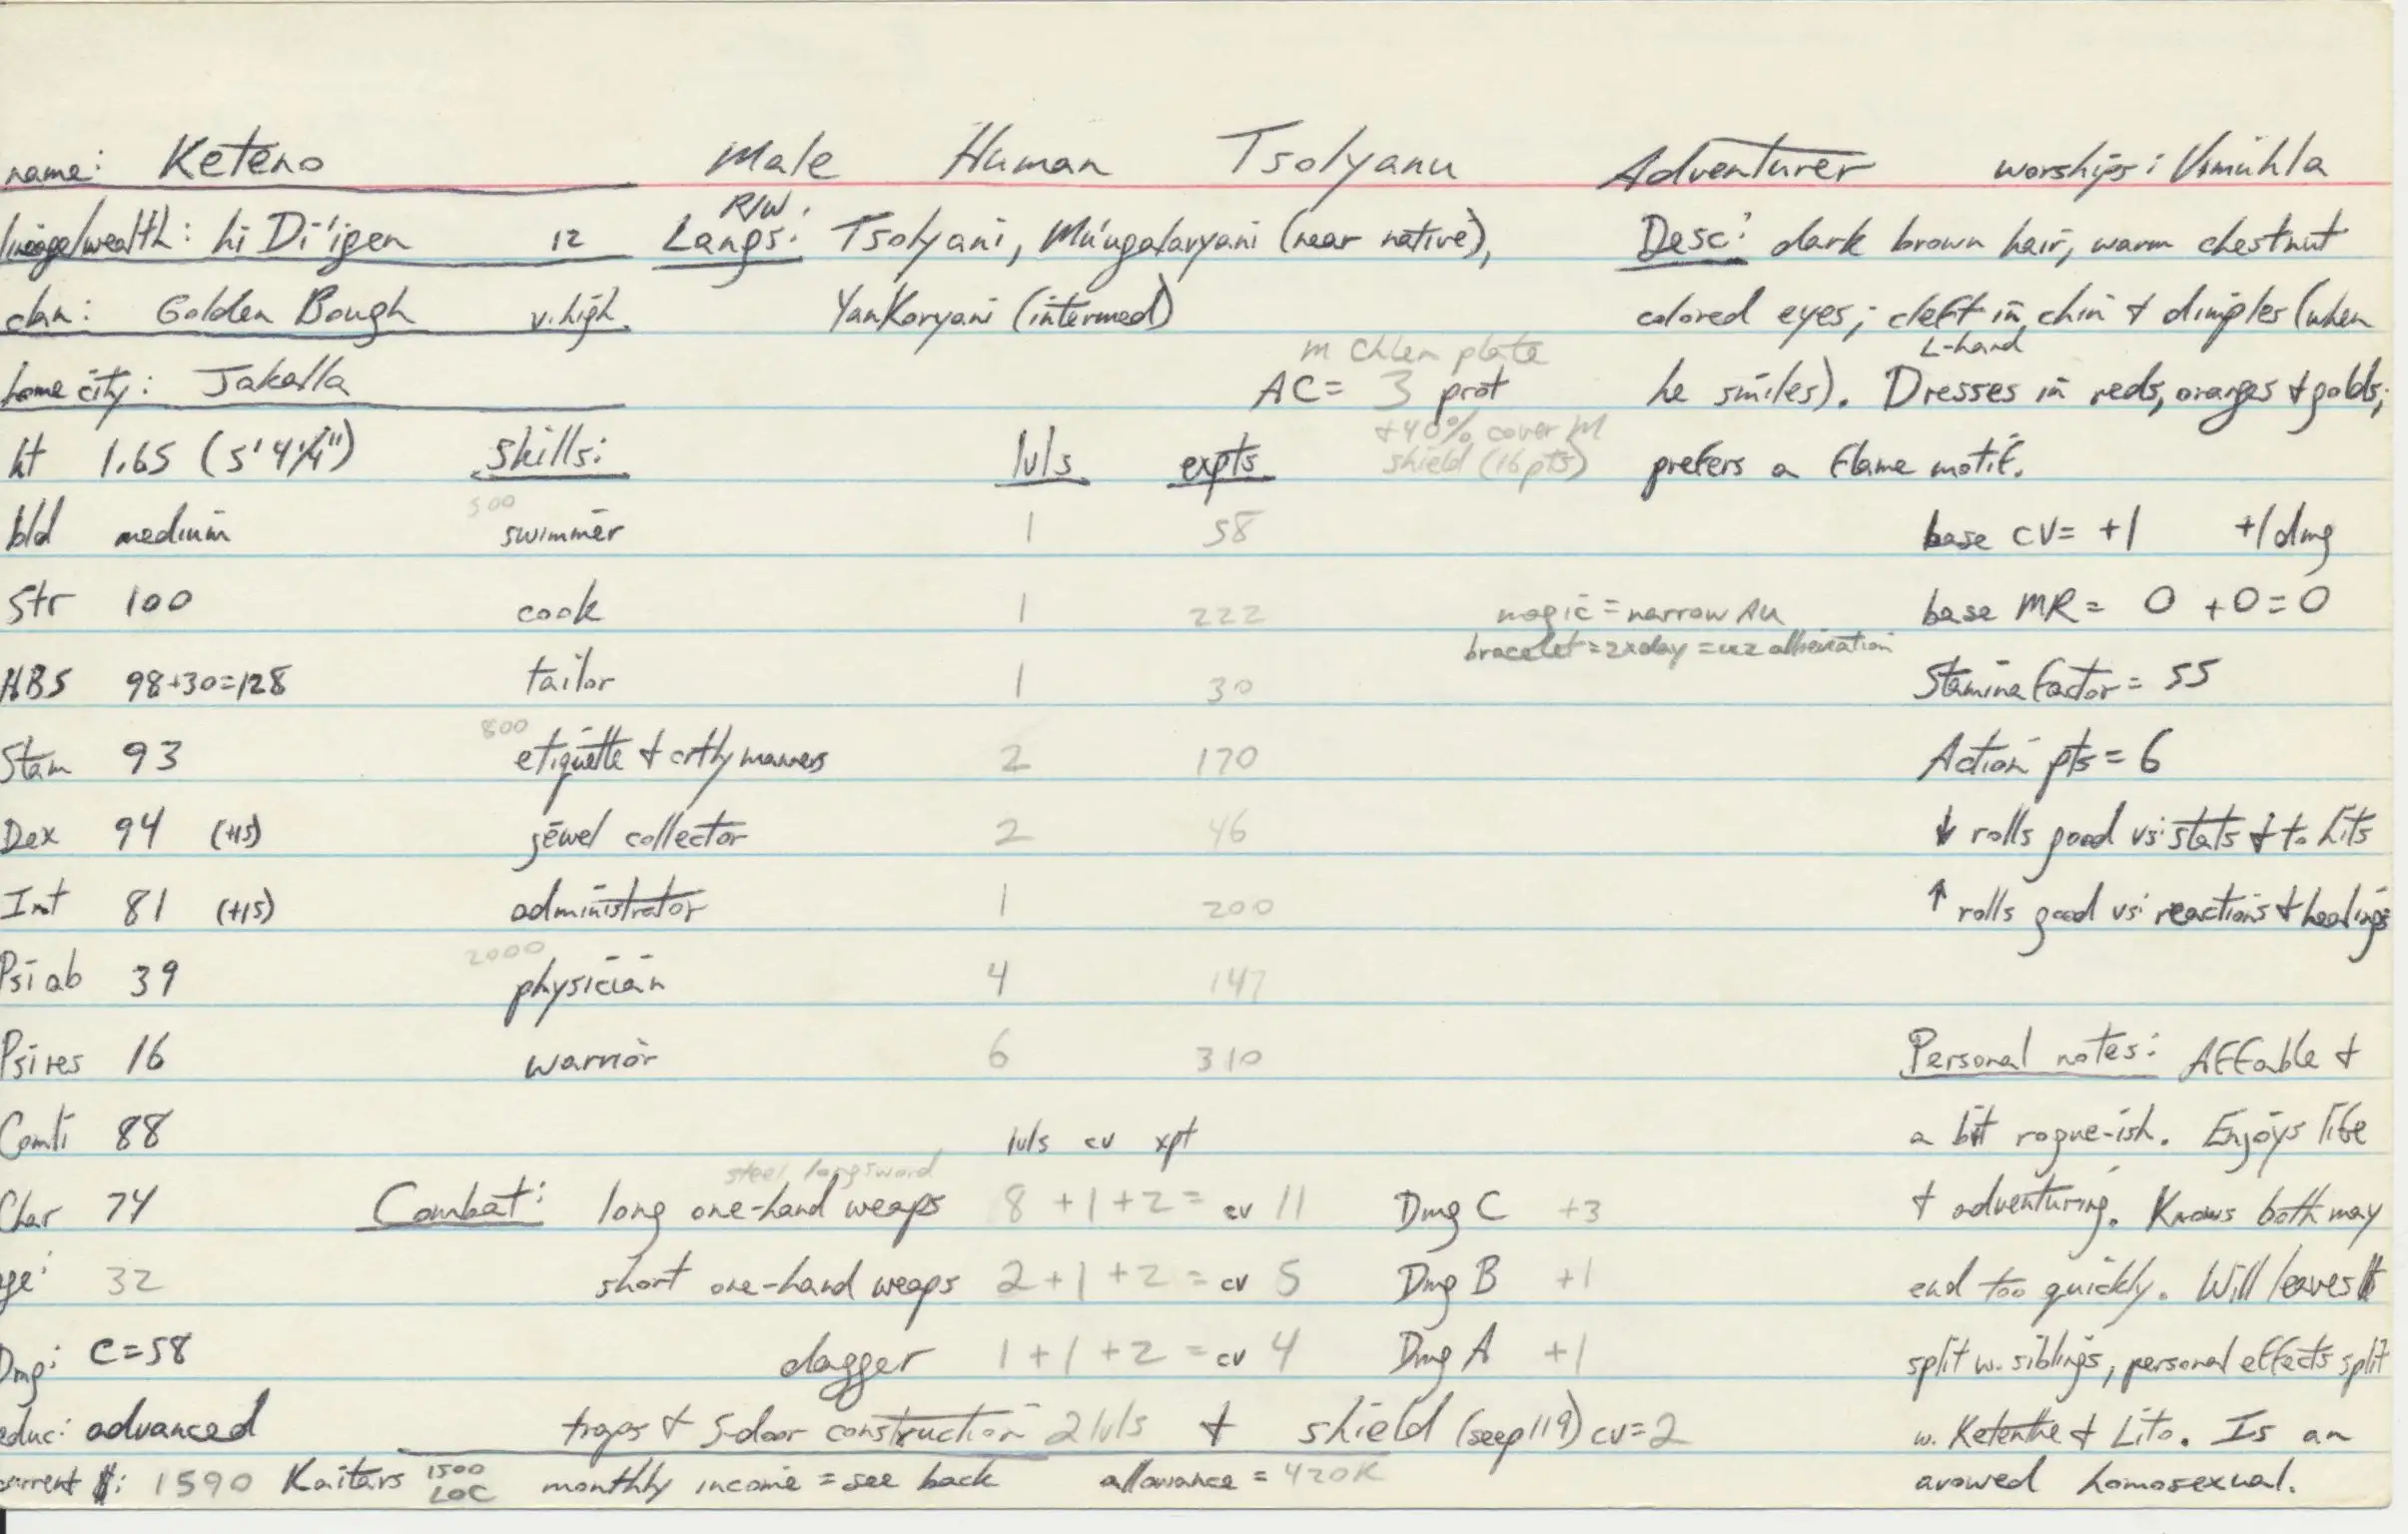 name: Keteno Male Human Tsolyanu Adventurer worships: Vimuhla
lineage/wealth: hi Di'igen 12 R/W, Langs: Tsolyani, Mu'ugalavyani (near native), Desc: dark brown hair, warm chestnut
clan: Golden Bough v. high. Yan Koryani (intermed) colored eyes; cleft in chin & dimples (when
L-hand
m Chlen plate
home city: Jakalla AC= 3 prot he smiles). Dresses in reds, oranges & golds;
+40% cover M
shield (16 pts)
ht 1.65 (5'4¼") skills: lvls expts prefers a flame motif.
500
bld medium swimmer 1 58 base CV= +1 +1 dmg
Str 100 cook 1 222 magic = narrow Au base MR = 0 +0=0
bracelet = 2xday =
HBS 98+30=128 tailor 1 30 Stamina factor = 55
800
Stam 93 etiquette & crtly manners 2 170 Action pts = 6
Dex 94 (+15) jewel collector 2 46 ↓ rolls good vs: stats & to hits
Int 81 (+15) administrator 1 200 ↑ rolls good vs: reactions & healings
2000
Psi ab 39 physician 4 147
Psi res 16 warrior 6 310 Personal notes: Affable &
Comli 88 lvls cv xpt a bit rogue-ish. Enjoys life
steel longsword
Char 74 Combat: long one-hand weaps 8 +1+2= cv 11 Dmg C +3 & adventuring. Knows both may
ge: 32 short one-hand weaps 2+1+2= cv 5 Dmg B +1 end too quickly. Will leaves
Dmg: C=58 dagger 1+1+2= cv 4 Dmg A +1 split w. siblings, personal effects split
educ: advanced traps & S-door construction 2 lvls & shield (see p 119) cv=2 w. Ketenthe & Lito. Is an
current $: 1590 Kaitars 1500 LOC monthly income = see back allowance = 420K avowed homosexual.